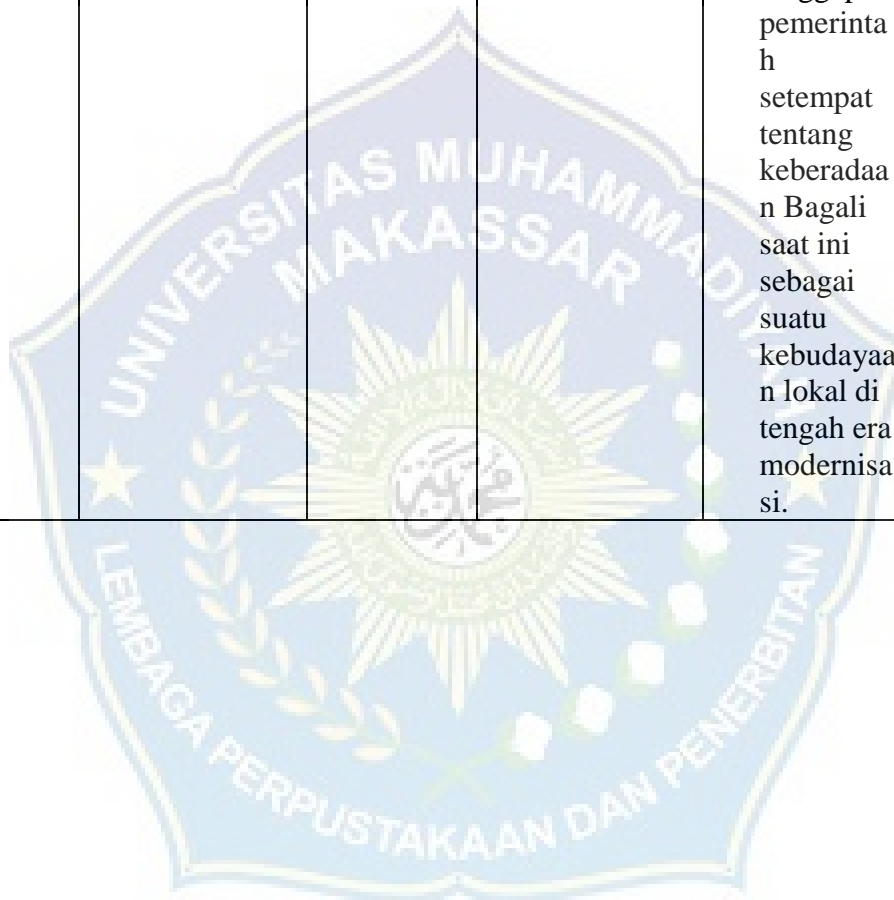 pemerinta
h
setempat
tentang
keberadaa
n Bagali
saat ini
sebagai
suatu
kebudayaa
n lokal di
tengah era
modernisa
si.
UNIVERSITAS MUHAMMADIYAH
MAKASSAR
LEMBAGA PERPUSTAKAAN DAN PENERBITAN